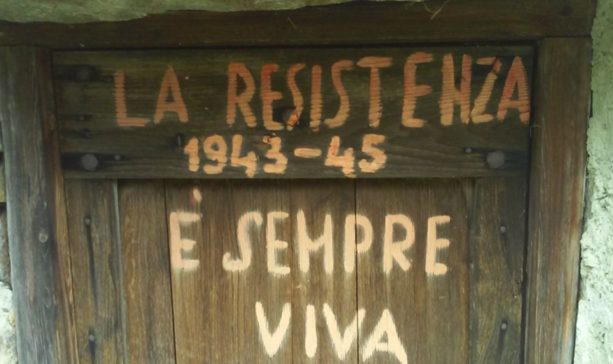 LA RESISTENZA
1943-45
È SEMPRE
VIVA